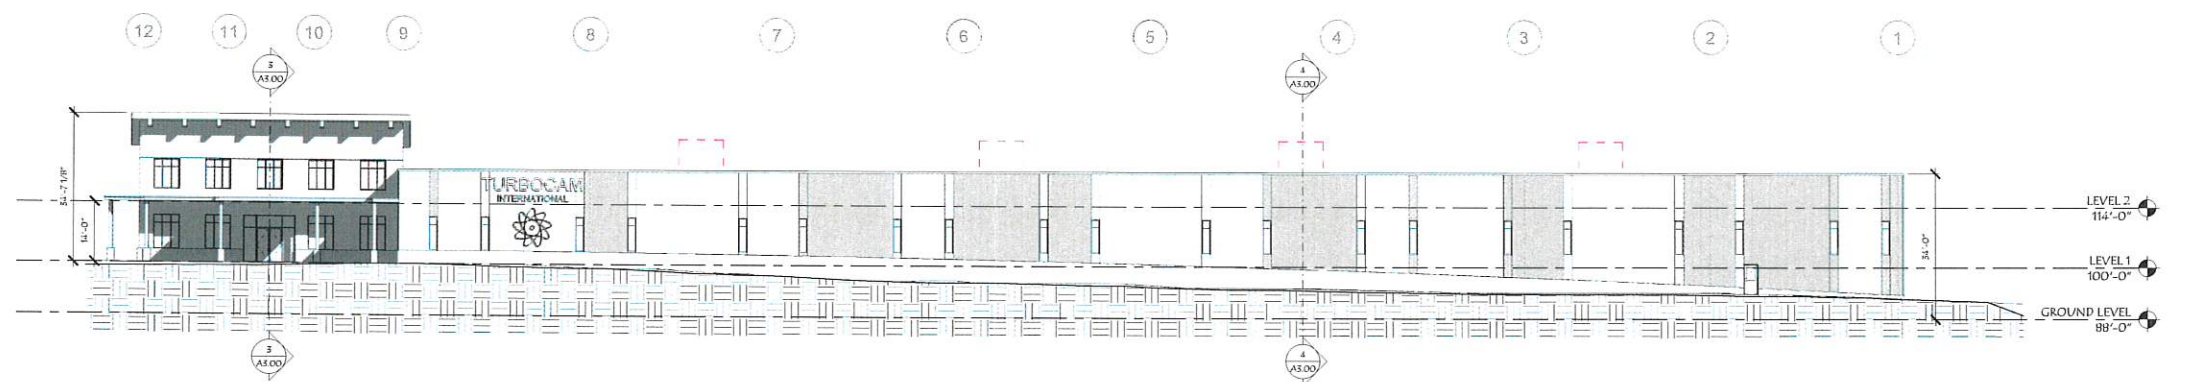 12 11 10 9 8 7 6 5 4 3 2 1
3
A3.00
4
A3.00
34'-7 1/8"
14'-0"
TURBOCAM
INTERNATIONAL
34'-0"
LEVEL 2
114'-0"
LEVEL 1
100'-0"
GROUND LEVEL
88'-0"
3
A3.00
4
A3.00